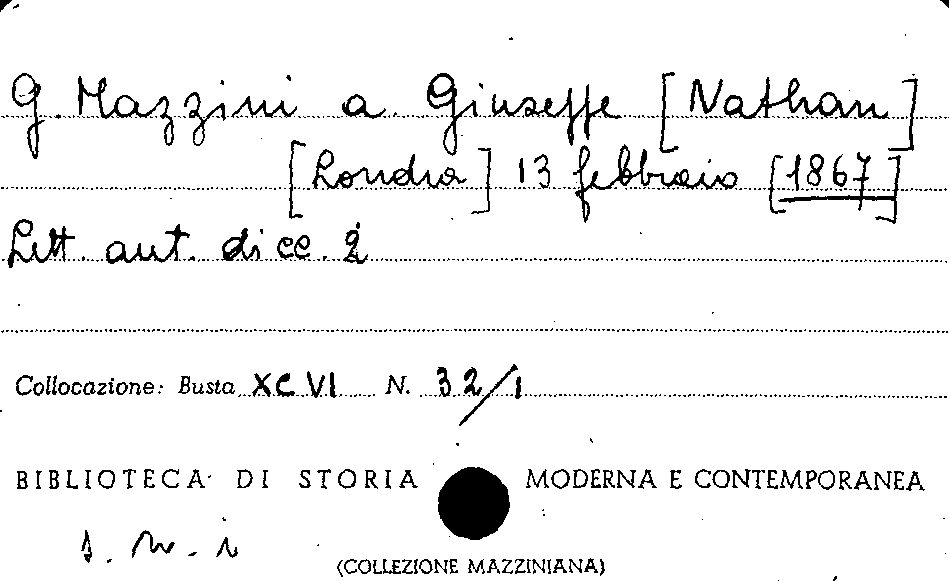 G. Mazzini a Giuseppe [Nathan]
[Londra] 13 febbraio [1867]
Lett. aut. di cc. 2
Collocazione: Busta XCVI N. 32/1
BIBLIOTECA DI STORIA MODERNA E CONTEMPORANEA
s. n. i
(COLLEZIONE MAZZINIANA)